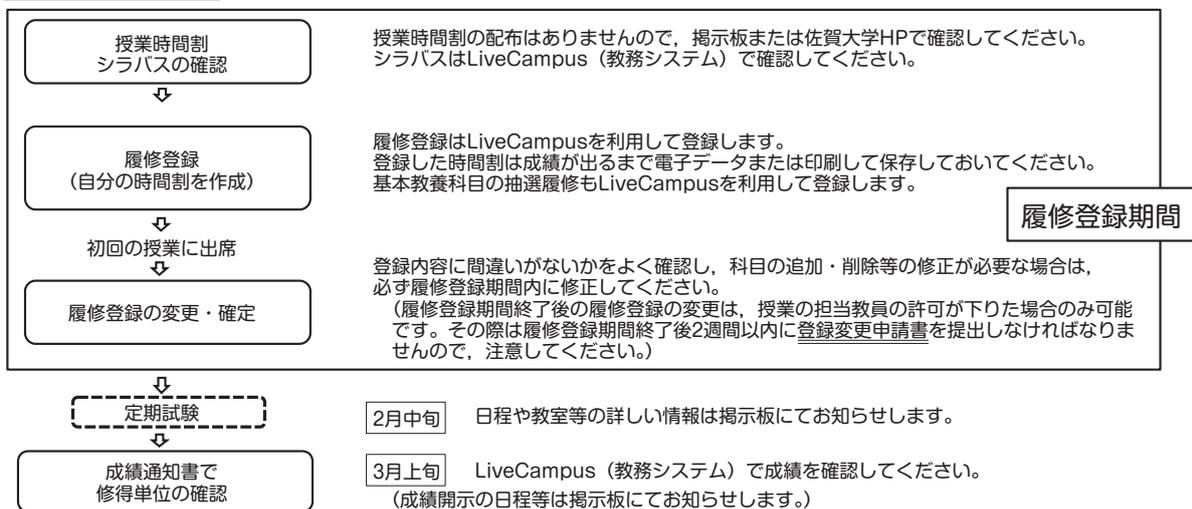 授業時間割
シラバスの確認
授業時間割の配布はありませんので，掲示板または佐賀大学HPで確認してください。
シラバスはLiveCampus（教務システム）で確認してください。
履修登録
（自分の時間割を作成）
履修登録はLiveCampusを利用して登録します。
登録した時間割は成績が出るまで電子データまたは印刷して保存しておいてください。
基本教養科目の抽選履修もLiveCampusを利用して登録します。
履修登録期間
初回の授業に出席
履修登録の変更・確定
登録内容に間違いがないかをよく確認し，科目の追加・削除等の修正が必要な場合は，
必ず履修登録期間内に修正してください。
（履修登録期間終了後の履修登録の変更は，授業の担当教員の許可が下りた場合のみ可能
です。その際は履修登録期間終了後2週間以内に登録変更申請書を提出しなければなりま
せんので，注意してください。）
定期試験
2月中旬 日程や教室等の詳しい情報は掲示板にてお知らせします。
成績通知書で
修得単位の確認
3月上旬 LiveCampus（教務システム）で成績を確認してください。
（成績開示の日程等は掲示板にてお知らせします。）